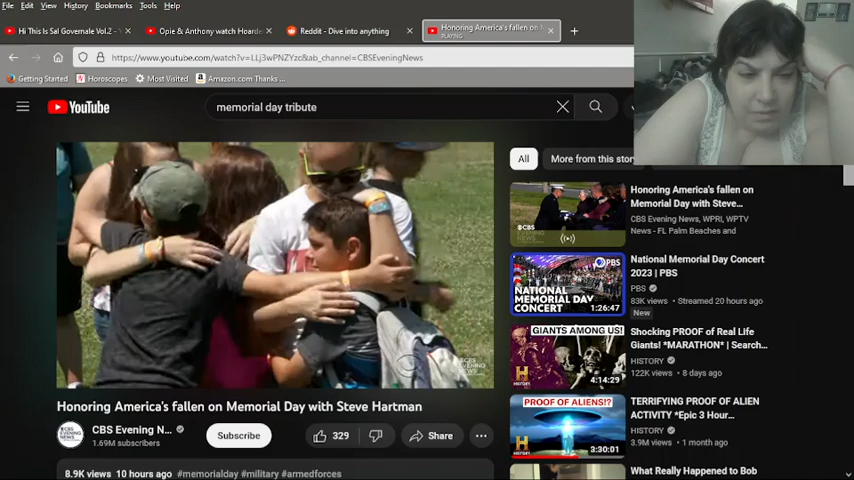 File Edit View History Bookmarks Tools Help
Hi This Is Sal Governale Vol.2 - Y
Opie & Anthony watch Hoarde
Reddit - Dive into anything
Honoring America's fallen on M
PLAYING
https://www.youtube.com/watch?v=LLj3wPNZYzc&ab_channel=CBSEveningNews
Getting Started Horoscopes Most Visited Amazon.com Thanks ...
YouTube
memorial day tribute
All
More from this story
CBS EVENING NEWS
Honoring America's fallen on Memorial Day with Steve Hartman
CBS Evening N...
1.69M subscribers
Subscribe
329
Share
8.9K views 10 hours ago #memorialday #military #armedforces
Honoring America's fallen on
Memorial Day with Steve...
CBS Evening News, WPRI, WPTV
News - FL Palm Beaches and
PBS
NATIONAL
MEMORIAL DAY
CONCERT
1:26:47
National Memorial Day Concert
2023 | PBS
PBS
83K views • Streamed 20 hours ago
New
GIANTS AMONG US!
HISTORY
4:14:29
Shocking PROOF of Real Life
Giants! *MARATHON* | Search...
HISTORY
122K views • 8 days ago
PROOF OF ALIENS!?
HISTORY
3:30:01
TERRIFYING PROOF OF ALIEN
ACTIVITY *Epic 3 Hour...
HISTORY
3.9M views • 1 month ago
What Really Happened to Bob